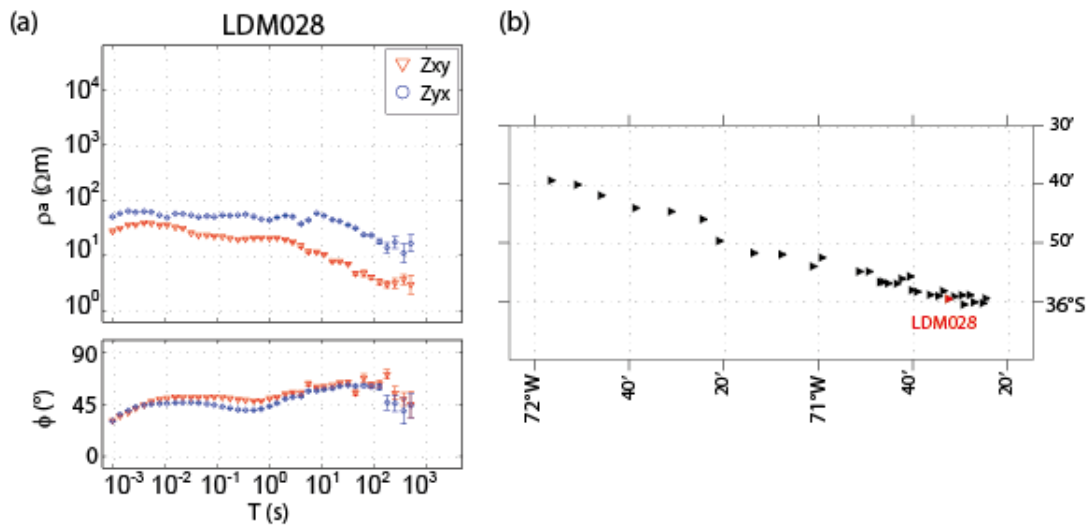 (a)
LDM028
Zxy
Zyx
10⁴
10³
10²
10¹
10⁰
ρa (Ωm)
90
45
0
ϕ (°)
10⁻³ 10⁻² 10⁻¹ 10⁰ 10¹ 10² 10³
T (s)
(b)
30'
40'
50'
36°S
LDM028
72°W 40' 20' 71°W 40' 20'